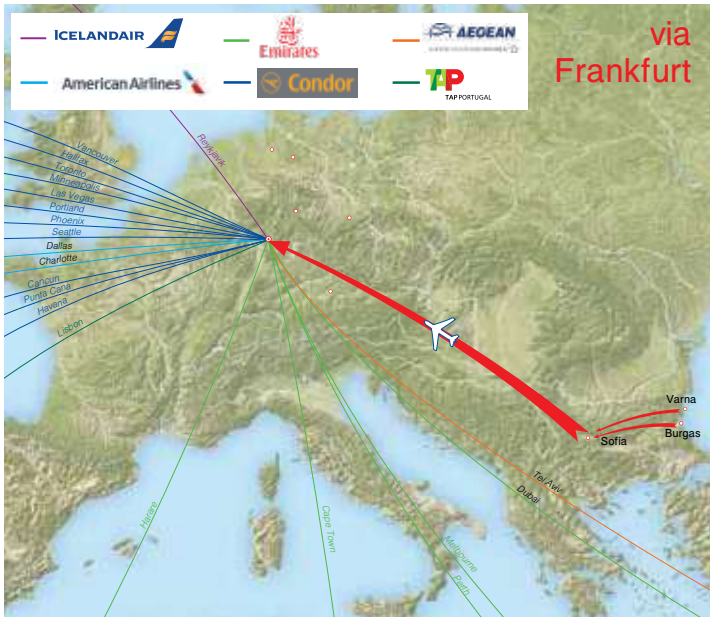 ICELANDAIR
Emirates
AEGEAN
American Airlines
Condor
TAP
TAP PORTUGAL
via
Frankfurt
Reykjavik
Vancouver
Halifax
Toronto
Minneapolis
Las Vegas
Portland
Phoenix
Seattle
Dallas
Charlotte
Cancun
Punta Cana
Havena
Lisbon
Varna
Burgas
Sofia
Tel Aviv
Dubai
Harare
Cape Town
Melbourne
Perth